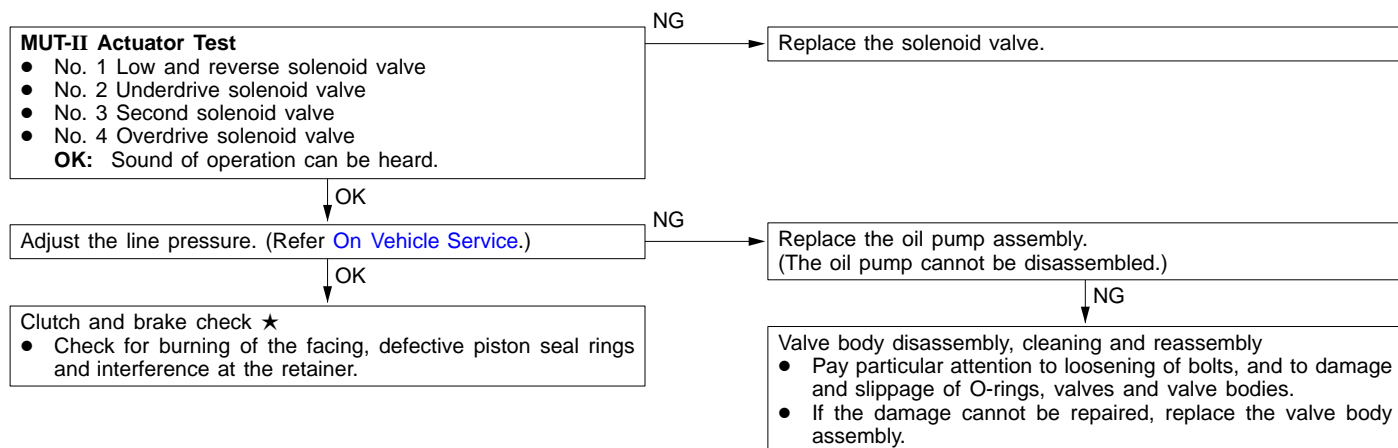 MUT-II Actuator Test
● No. 1 Low and reverse solenoid valve
● No. 2 Underdrive solenoid valve
● No. 3 Second solenoid valve
● No. 4 Overdrive solenoid valve
OK: Sound of operation can be heard.
NG
Replace the solenoid valve.
OK
Adjust the line pressure. (Refer On Vehicle Service.)
NG
Replace the oil pump assembly.
(The oil pump cannot be disassembled.)
OK
NG
Clutch and brake check ★
● Check for burning of the facing, defective piston seal rings
and interference at the retainer.
Valve body disassembly, cleaning and reassembly
● Pay particular attention to loosening of bolts, and to damage
and slippage of O-rings, valves and valve bodies.
● If the damage cannot be repaired, replace the valve body
assembly.